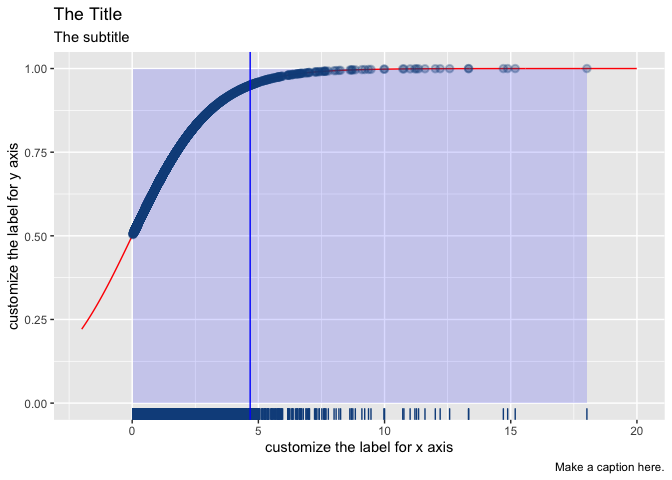 The Title
The subtitle
customize the label for y axis
1.00
0.75
0.50
0.25
0.00
0 5 10 15 20
customize the label for x axis
Make a caption here.